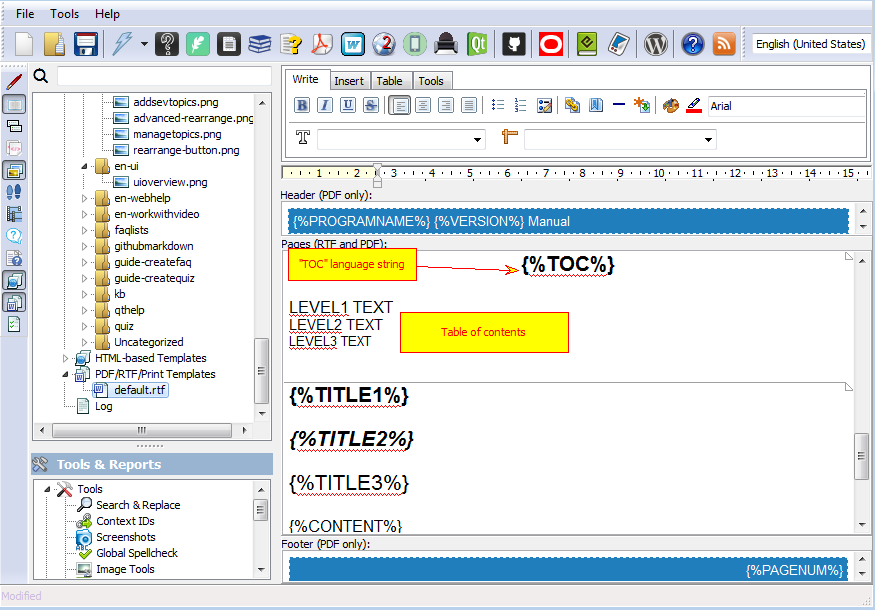 File Tools Help
English (United States)
Write Insert Table Tools
B I U S
Arial
1 2 3 4 5 6 7 8 9 10 11 12 13 14 15
addsevtopics.png
advanced-rearrange.png
managetopics.png
rearrange-button.png
en-ui
uioverview.png
en-webhelp
en-workwithvideo
faqlists
githubmarkdown
guide-createfaq
guide-createquiz
kb
qthelp
quiz
Uncategorized
HTML-based Templates
PDF/RTF/Print Templates
default.rtf
Log
Tools & Reports
Tools
Search & Replace
Context IDs
Screenshots
Global Spellcheck
Image Tools
Header (PDF only):
{%PROGRAMNAME%} {%VERSION%} Manual
Pages (RTF and PDF):
"TOC" language string
{%TOC%}
LEVEL1 TEXT
LEVEL2 TEXT
LEVEL3 TEXT
Table of contents
{%TITLE1%}
{%TITLE2%}
{%TITLE3%}
{%CONTENT%}
Footer (PDF only):
{%PAGENUM%}
Modified